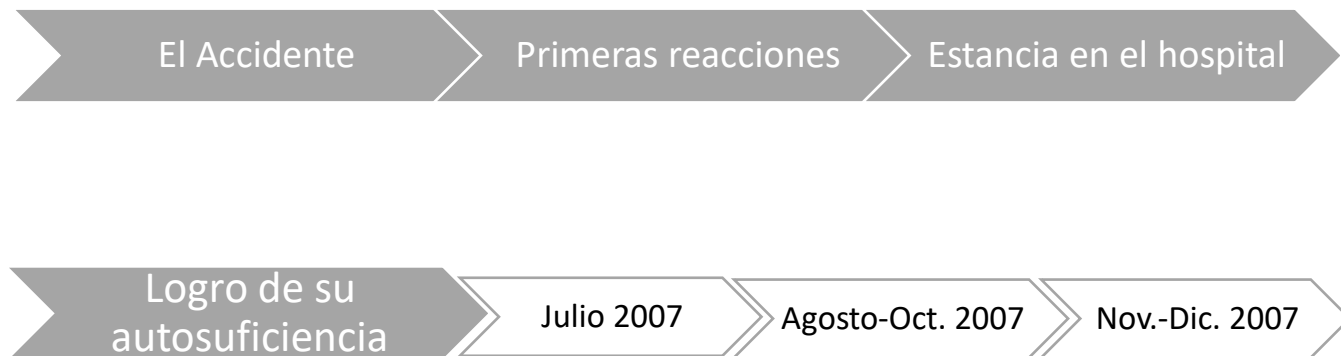 El Accidente
Primeras reacciones
Estancia en el hospital
Logro de su
autosuficiencia
Julio 2007
Agosto-Oct. 2007
Nov.-Dic. 2007